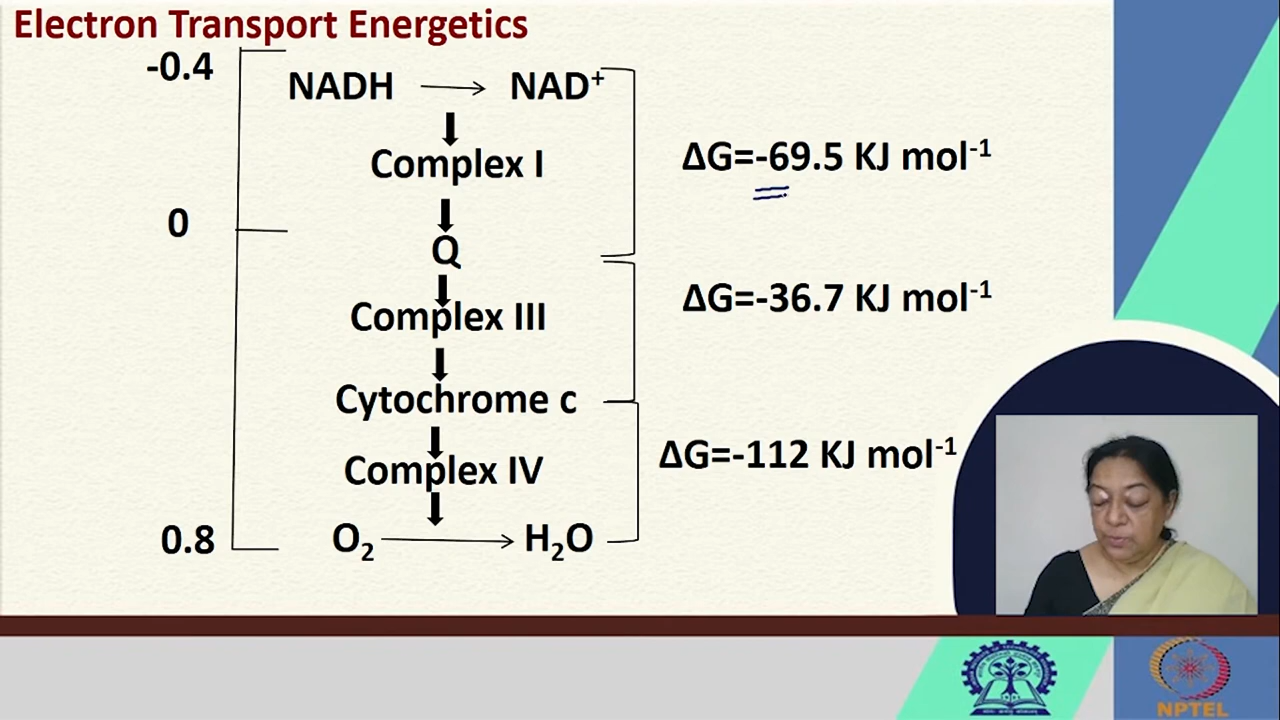 Electron Transport Energetics
-0.4
NADH → NAD⁺
Complex I
ΔG=-69.5 KJ mol⁻¹
0
Q
Complex III
ΔG=-36.7 KJ mol⁻¹
Cytochrome c
Complex IV
ΔG=-112 KJ mol⁻¹
0.8
O₂ → H₂O
NPTEL